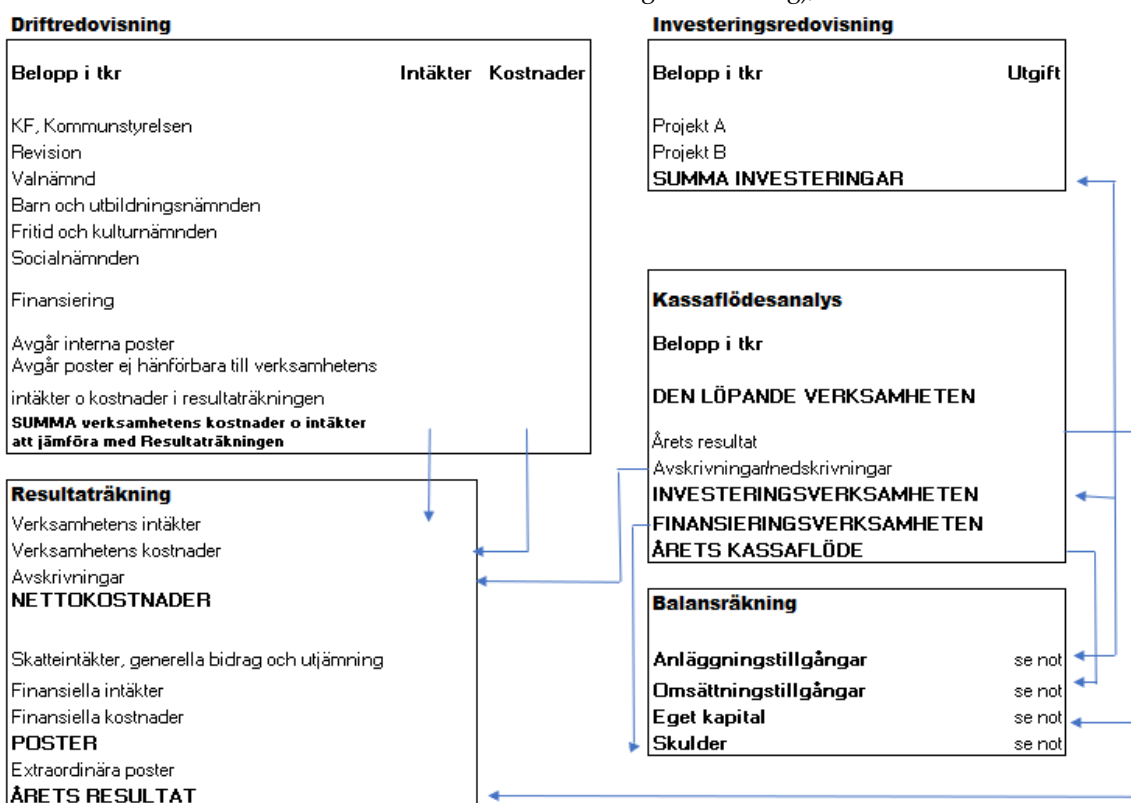 Driftredovisning
Belopp i tkr Intäkter Kostnader
KF, Kommunstyrelsen
Revision
Valnämnd
Barn och utbildningsnämnden
Fritid och kulturnämnden
Socialnämnden
Finansiering
Avgår interna poster
Avgår poster ej hänförbara till verksamhetens
intäkter o kostnader i resultaträkningen
SUMMA verksamhetens kostnader o intäkter
att jämföra med Resultaträkningen
Resultaträkning
Verksamhetens intäkter
Verksamhetens kostnader
Avskrivningar
NETTOKOSTNADER
Skatteintäkter, generella bidrag och utjämning
Finansiella intäkter
Finansiella kostnader
POSTER
Extraordinära poster
ÅRETS RESULTAT
Investeringsredovisning
Belopp i tkr Utgift
Projekt A
Projekt B
SUMMA INVESTERINGAR
Kassaflödesanalys
Belopp i tkr
DEN LÖPANDE VERKSAMHETEN
Årets resultat
Avskrivningar/nedskrivningar
INVESTERINGSVERKSAMHETEN
FINANSIERINGSVERKSAMHETEN
ÅRETS KASSAFLÖDE
Balansräkning
Anläggningstillgångar se not
Omsättningstillgångar se not
Eget kapital se not
Skulder se not